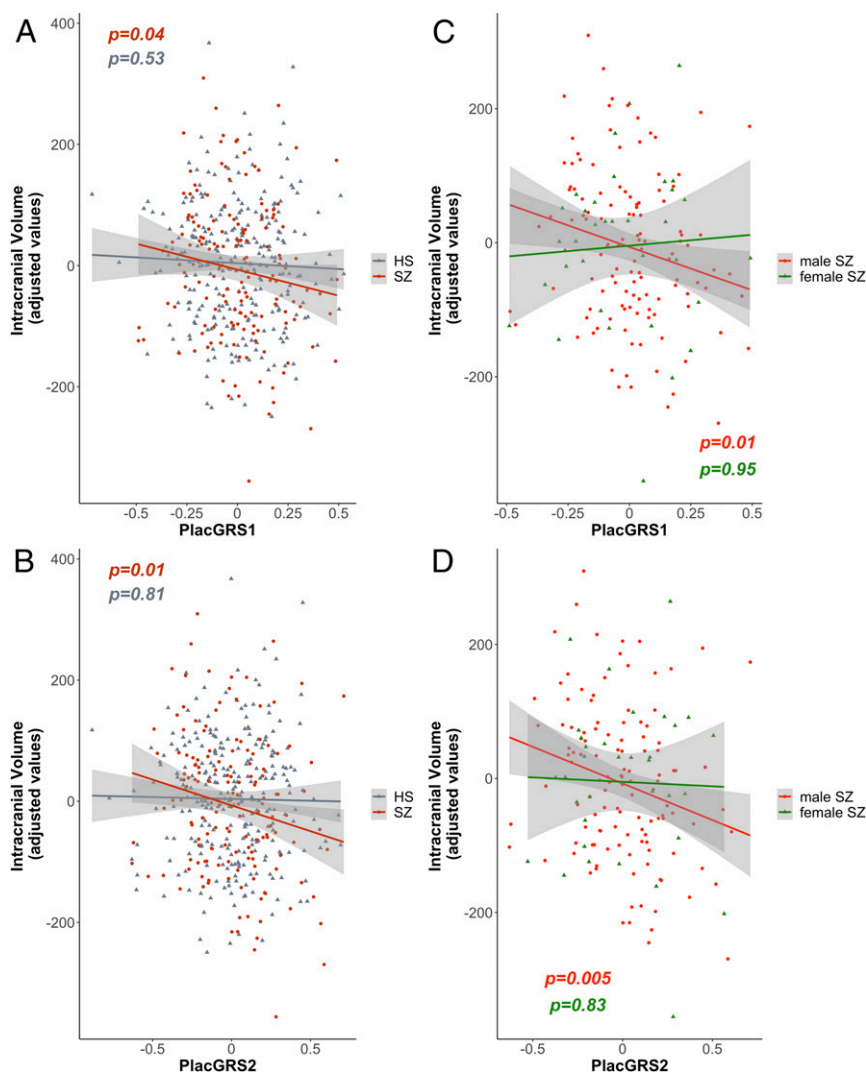 A
p=0.04
p=0.53
Intracranial Volume
(adjusted values)
400
200
0
-200
-0.5
-0.25
0
0.25
0.5
PlacGRS1
HS
SZ
C
Intracranial Volume
(adjusted values)
200
0
-200
-0.5
-0.25
0
0.25
0.5
PlacGRS1
p=0.01
p=0.95
male SZ
female SZ
B
p=0.01
p=0.81
Intracranial Volume
(adjusted values)
400
200
0
-200
-0.5
0
0.5
PlacGRS2
HS
SZ
D
Intracranial Volume
(adjusted values)
200
0
-200
-0.5
0
0.5
PlacGRS2
p=0.005
p=0.83
male SZ
female SZ